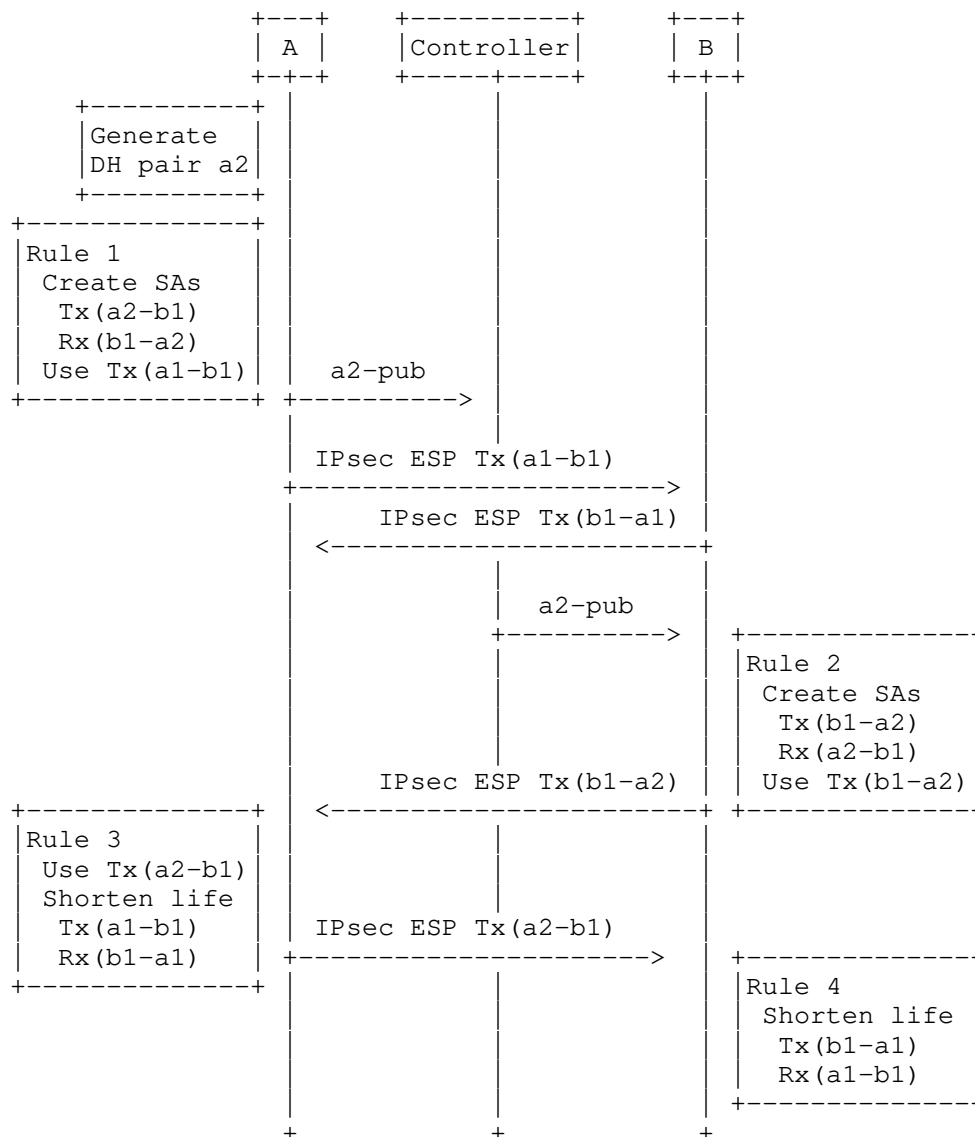 A
Controller
B
Generate
DH pair a2
Rule 1
Create SAs
Tx(a2-b1)
Rx(b1-a2)
Use Tx(a1-b1)
a2-pub
IPsec ESP Tx(a1-b1)
IPsec ESP Tx(b1-a1)
a2-pub
Rule 2
Create SAs
Tx(b1-a2)
Rx(a2-b1)
Use Tx(b1-a2)
IPsec ESP Tx(b1-a2)
Rule 3
Use Tx(a2-b1)
Shorten life
Tx(a1-b1)
Rx(b1-a1)
IPsec ESP Tx(a2-b1)
Rule 4
Shorten life
Tx(b1-a1)
Rx(a1-b1)